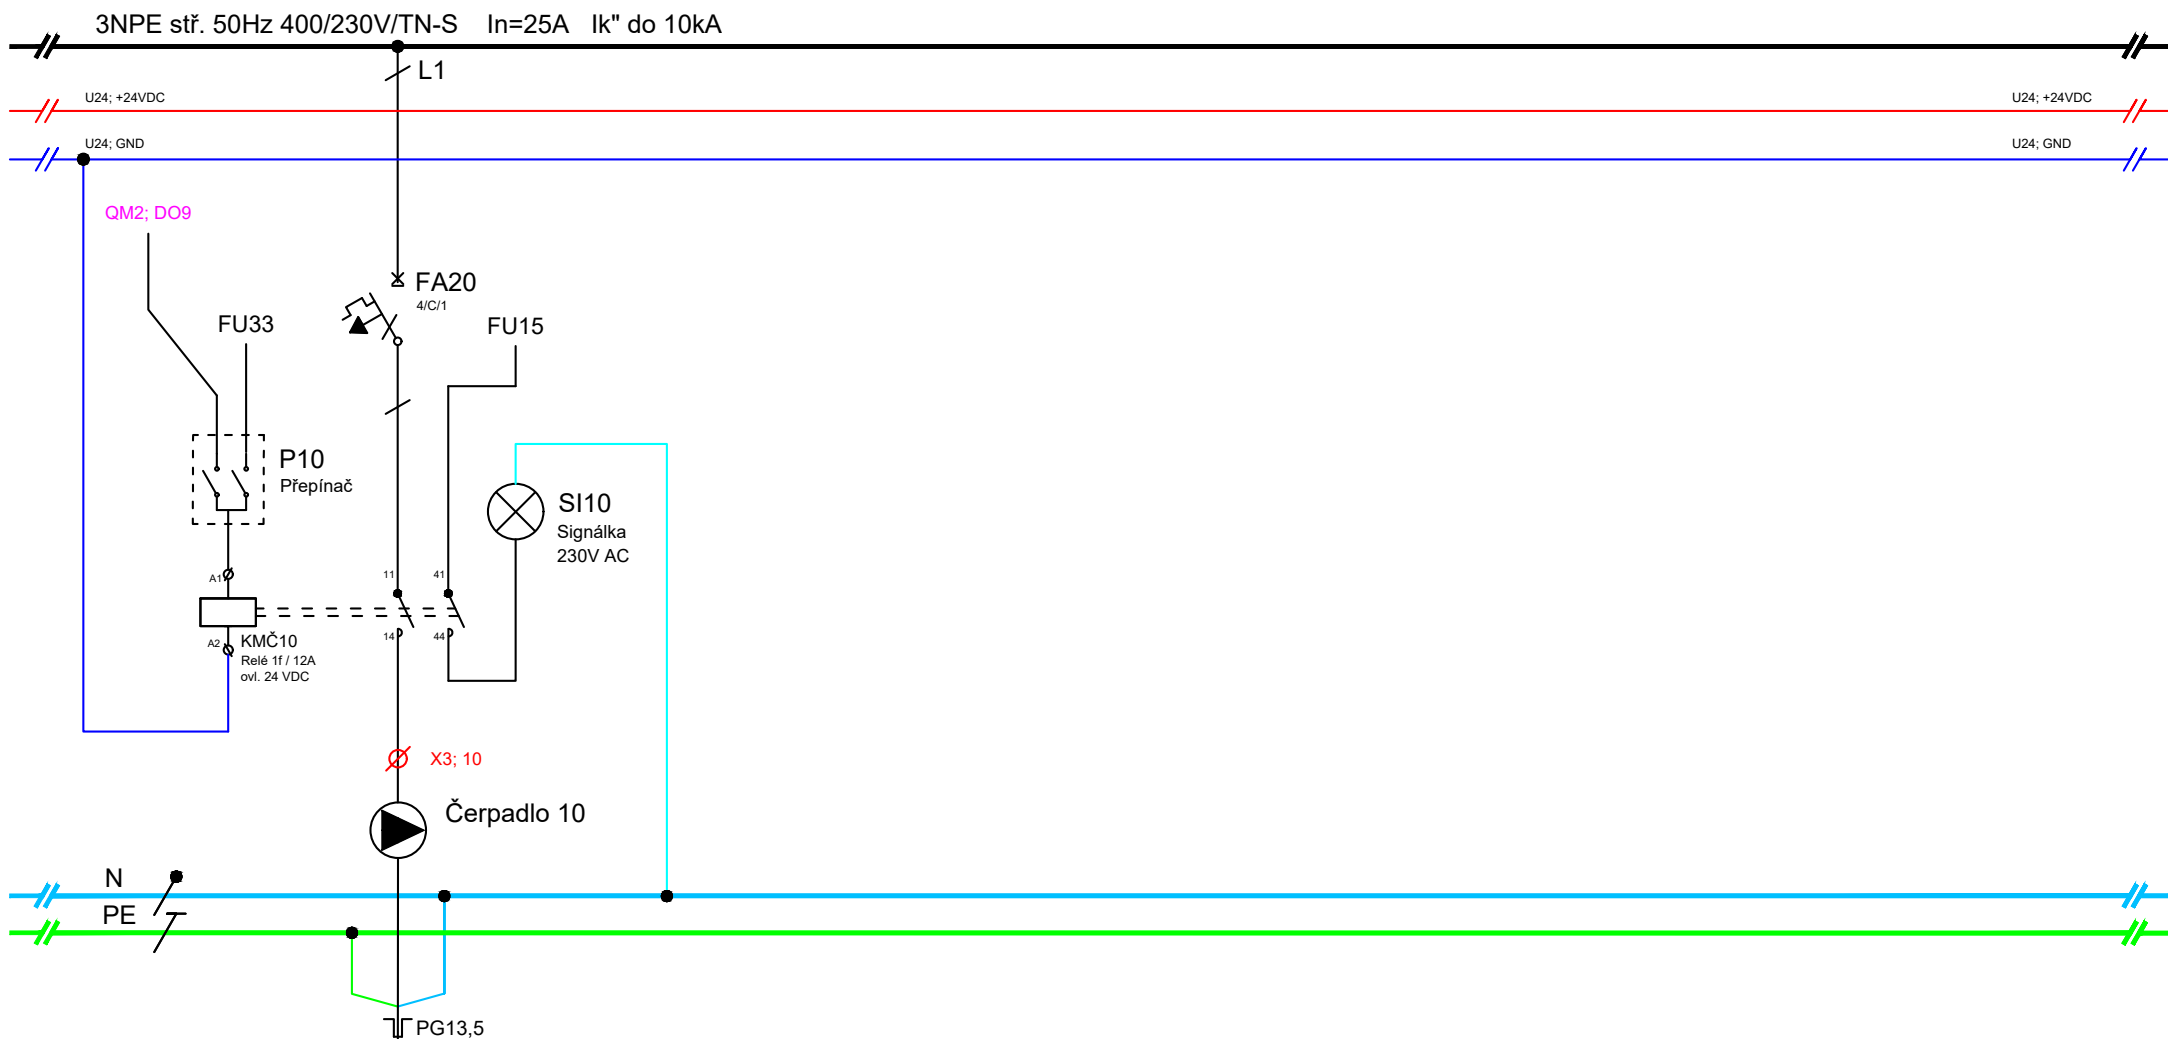 3NPE stř. 50Hz 400/230V/TN-S In=25A Ik" do 10kA
L1
U24; +24VDC
U24; +24VDC
U24; GND
U24; GND
QM2; DO9
FA20
4/C/1
FU33
FU15
P10
Přepínač
SI10
Signálka
230V AC
A1
11
41
A2
KMČ10
Relé 1f / 12A
ovl. 24 VDC
14
44
X3; 10
Čerpadlo 10
N
PE
PG13,5